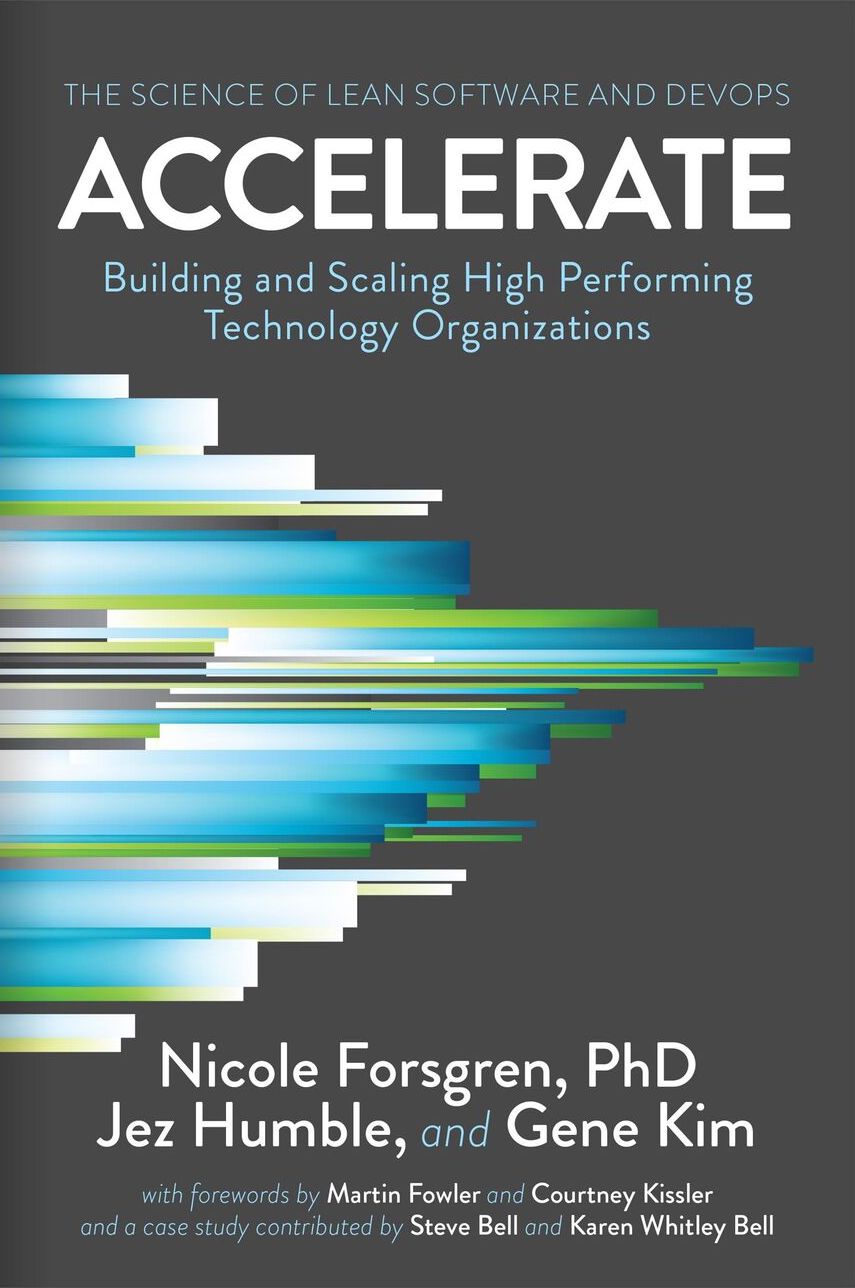 THE SCIENCE OF LEAN SOFTWARE AND DEVOPS
ACCELERATE
Building and Scaling High Performing
Technology Organizations
Nicole Forsgren, PhD
Jez Humble, and Gene Kim
with forewords by Martin Fowler and Courtney Kissler
and a case study contributed by Steve Bell and Karen Whitley Bell